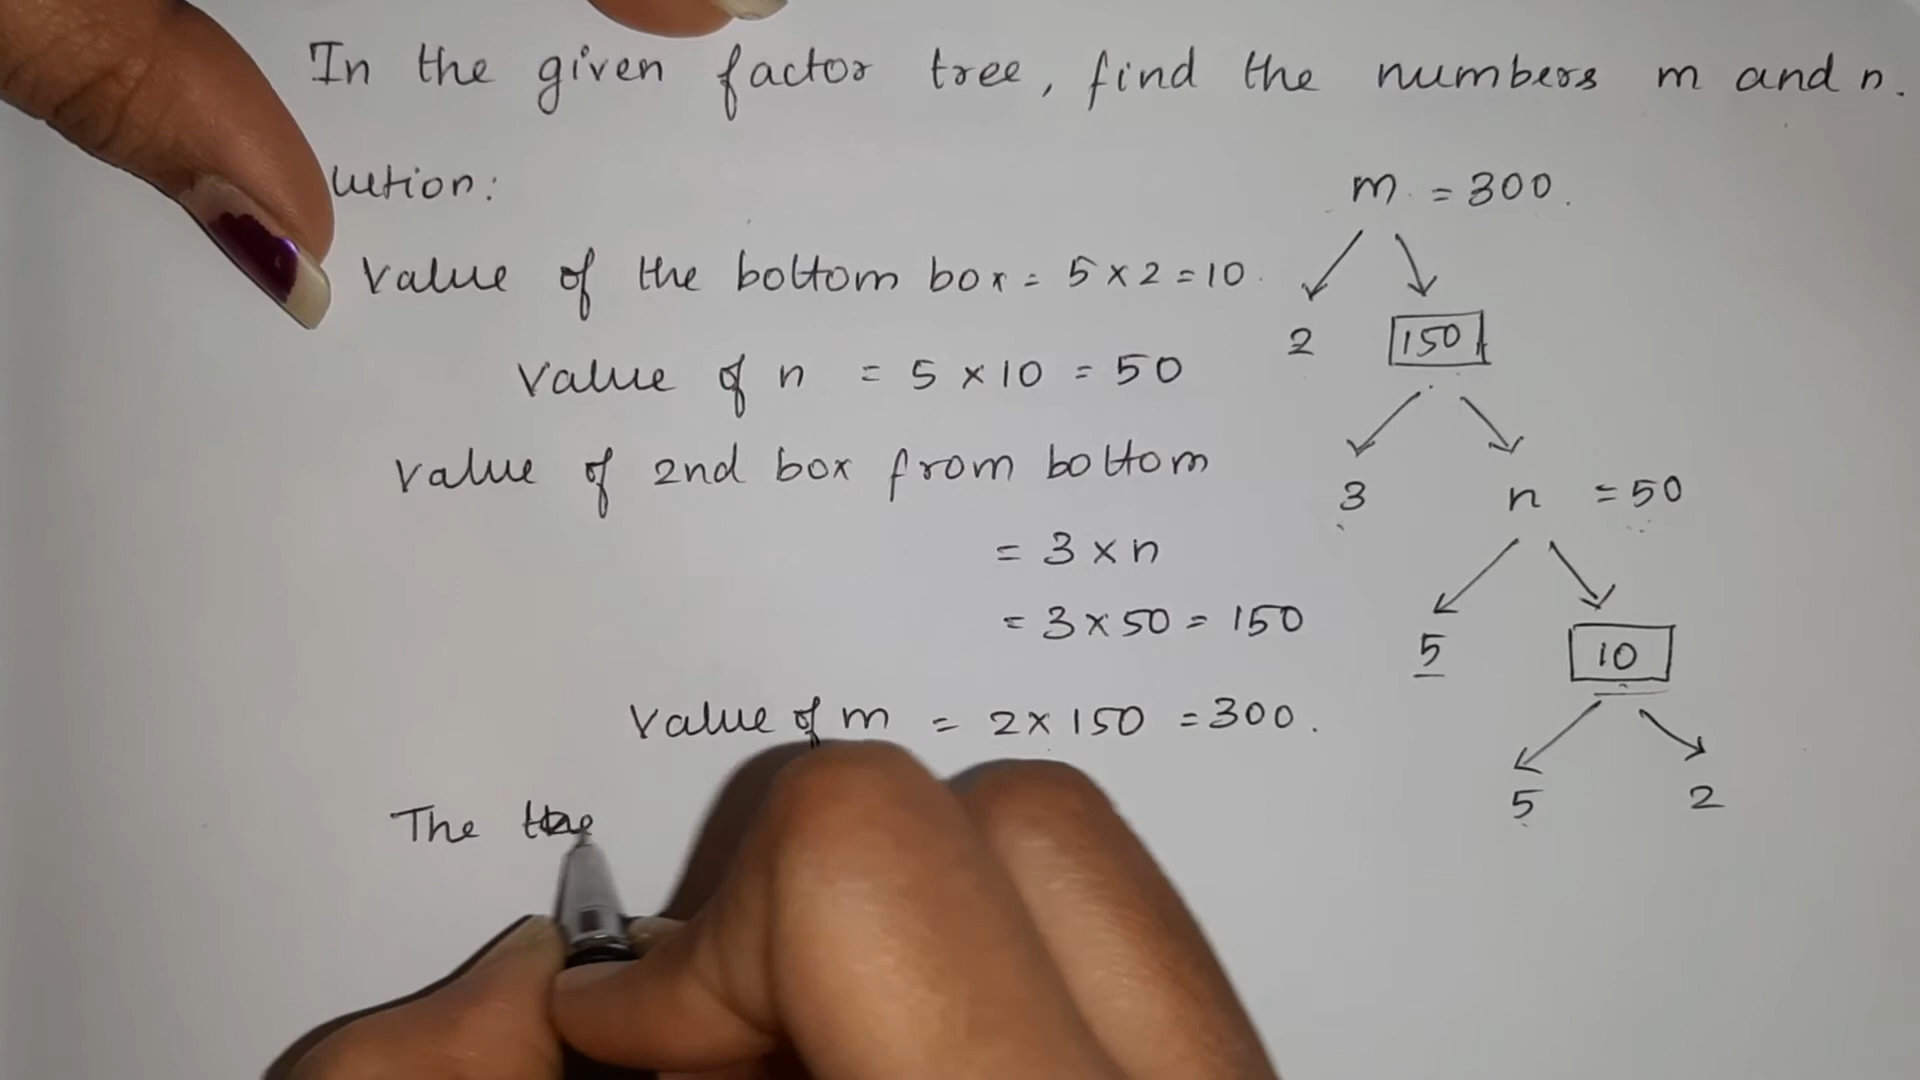 In the given factor tree, find the numbers m and n.
lution:
Value of the bottom box = 5 × 2 = 10.
Value of n = 5 × 10 = 50
Value of 2nd box from bottom
= 3 × n
= 3 × 50 = 150
Value of m = 2 × 150 = 300.
The
m = 300.
2 150
3 n = 50
5 10
5 2